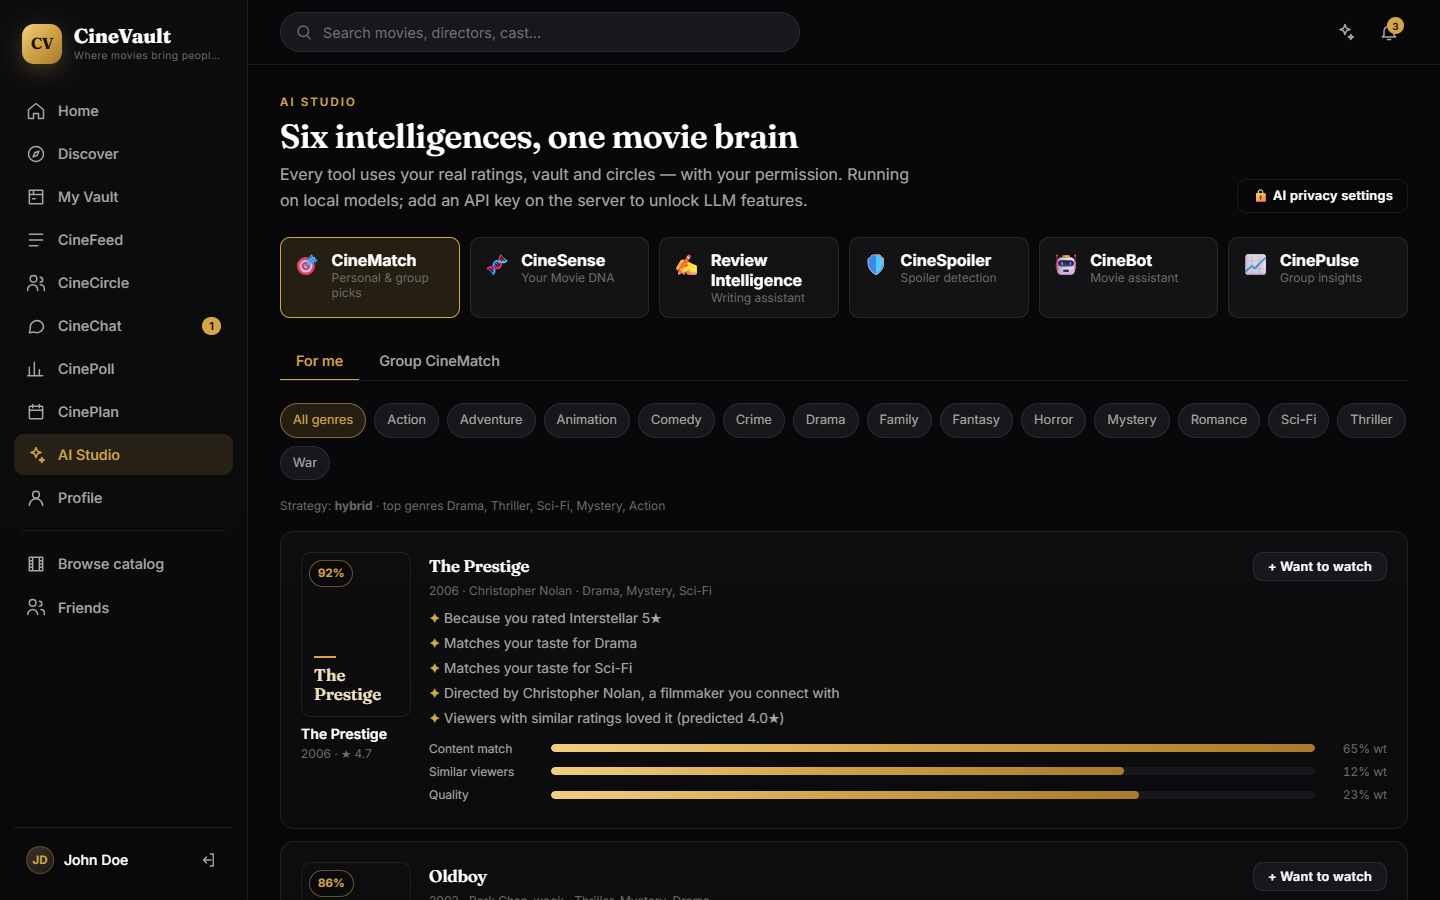 CV
CineVault
Where movies bring peopl...
Search movies, directors, cast...
3
Home
Discover
My Vault
CineFeed
CineCircle
CineChat
1
CinePoll
CinePlan
AI Studio
Profile
Browse catalog
Friends
JD
John Doe
AI STUDIO
Six intelligences, one movie brain
Every tool uses your real ratings, vault and circles — with your permission. Running
on local models; add an API key on the server to unlock LLM features.
AI privacy settings
CineMatch
Personal & group
picks
CineSense
Your Movie DNA
Review
Intelligence
Writing assistant
CineSpoiler
Spoiler detection
CineBot
Movie assistant
CinePulse
Group insights
For me
Group CineMatch
All genres
Action
Adventure
Animation
Comedy
Crime
Drama
Family
Fantasy
Horror
Mystery
Romance
Sci-Fi
Thriller
War
Strategy: hybrid · top genres Drama, Thriller, Sci-Fi, Mystery, Action
92%
The
Prestige
The Prestige
2006 · ★ 4.7
The Prestige
+ Want to watch
2006 · Christopher Nolan · Drama, Mystery, Sci-Fi
✦ Because you rated Interstellar 5★
✦ Matches your taste for Drama
✦ Matches your taste for Sci-Fi
✦ Directed by Christopher Nolan, a filmmaker you connect with
✦ Viewers with similar ratings loved it (predicted 4.0★)
Content match
65% wt
Similar viewers
12% wt
Quality
23% wt
86%
Oldboy
+ Want to watch